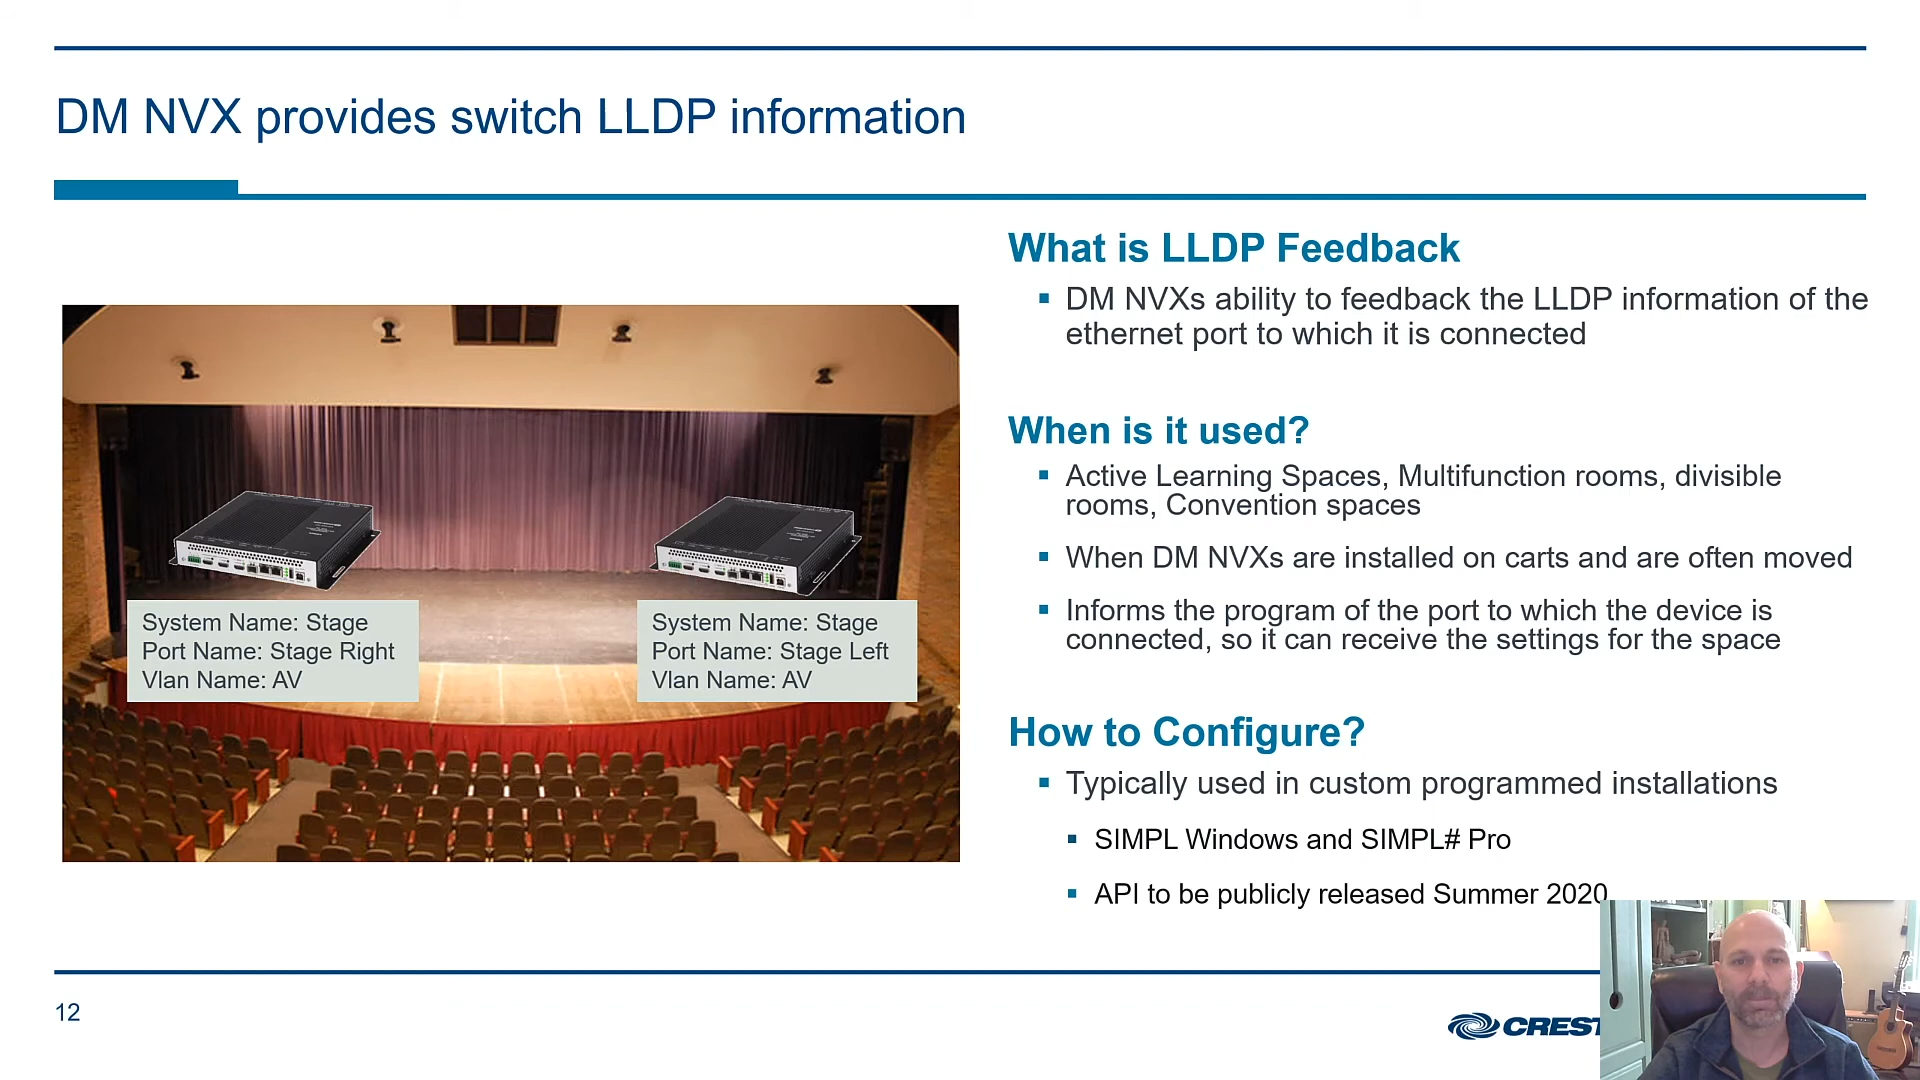 DM NVX provides switch LLDP information
System Name: Stage
Port Name: Stage Right
Vlan Name: AV
System Name: Stage
Port Name: Stage Left
Vlan Name: AV
What is LLDP Feedback
DM NVXs ability to feedback the LLDP information of the
ethernet port to which it is connected
When is it used?
Active Learning Spaces, Multifunction rooms, divisible
rooms, Convention spaces
When DM NVXs are installed on carts and are often moved
Informs the program of the port to which the device is
connected, so it can receive the settings for the space
How to Configure?
Typically used in custom programmed installations
SIMPL Windows and SIMPL# Pro
API to be publicly released Summer 2020
12
CREST